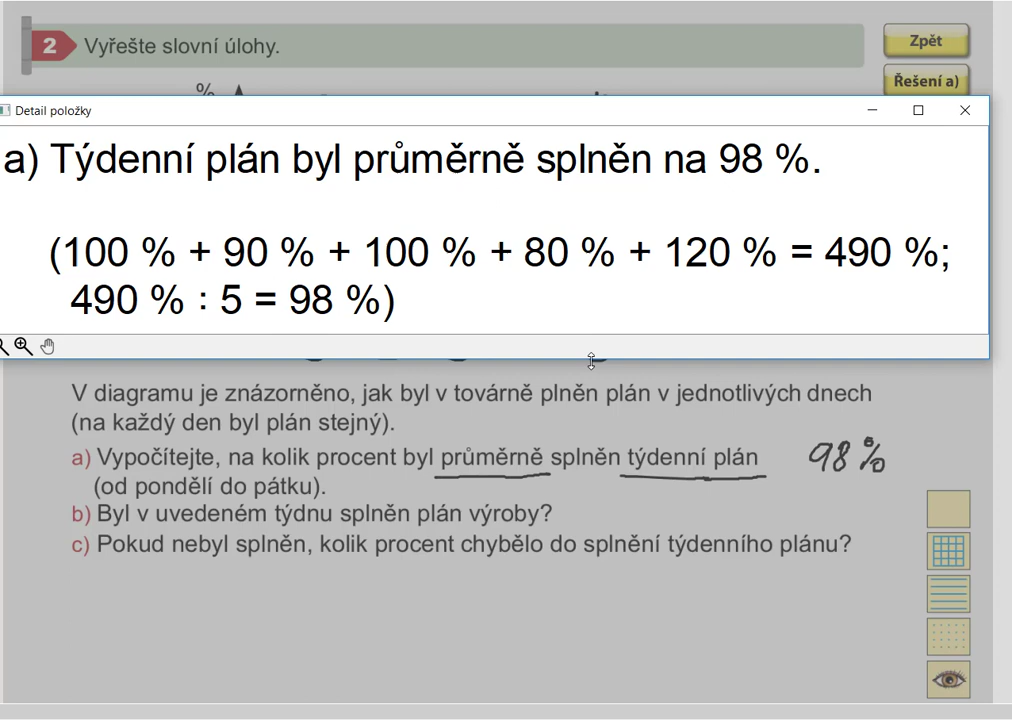 2 Vyřešte slovní úlohy.
Zpět
Řešení a)
%
Detail položky
a) Týdenní plán byl průměrně splněn na 98 %.
(100 % + 90 % + 100 % + 80 % + 120 % = 490 %;
490 % : 5 = 98 %)
V diagramu je znázorněno, jak byl v továrně plněn plán v jednotlivých dnech
(na každý den byl plán stejný).
a) Vypočítejte, na kolik procent byl průměrně splněn týdenní plán 98 %
(od pondělí do pátku).
b) Byl v uvedeném týdnu splněn plán výroby?
c) Pokud nebyl splněn, kolik procent chybělo do splnění týdenního plánu?